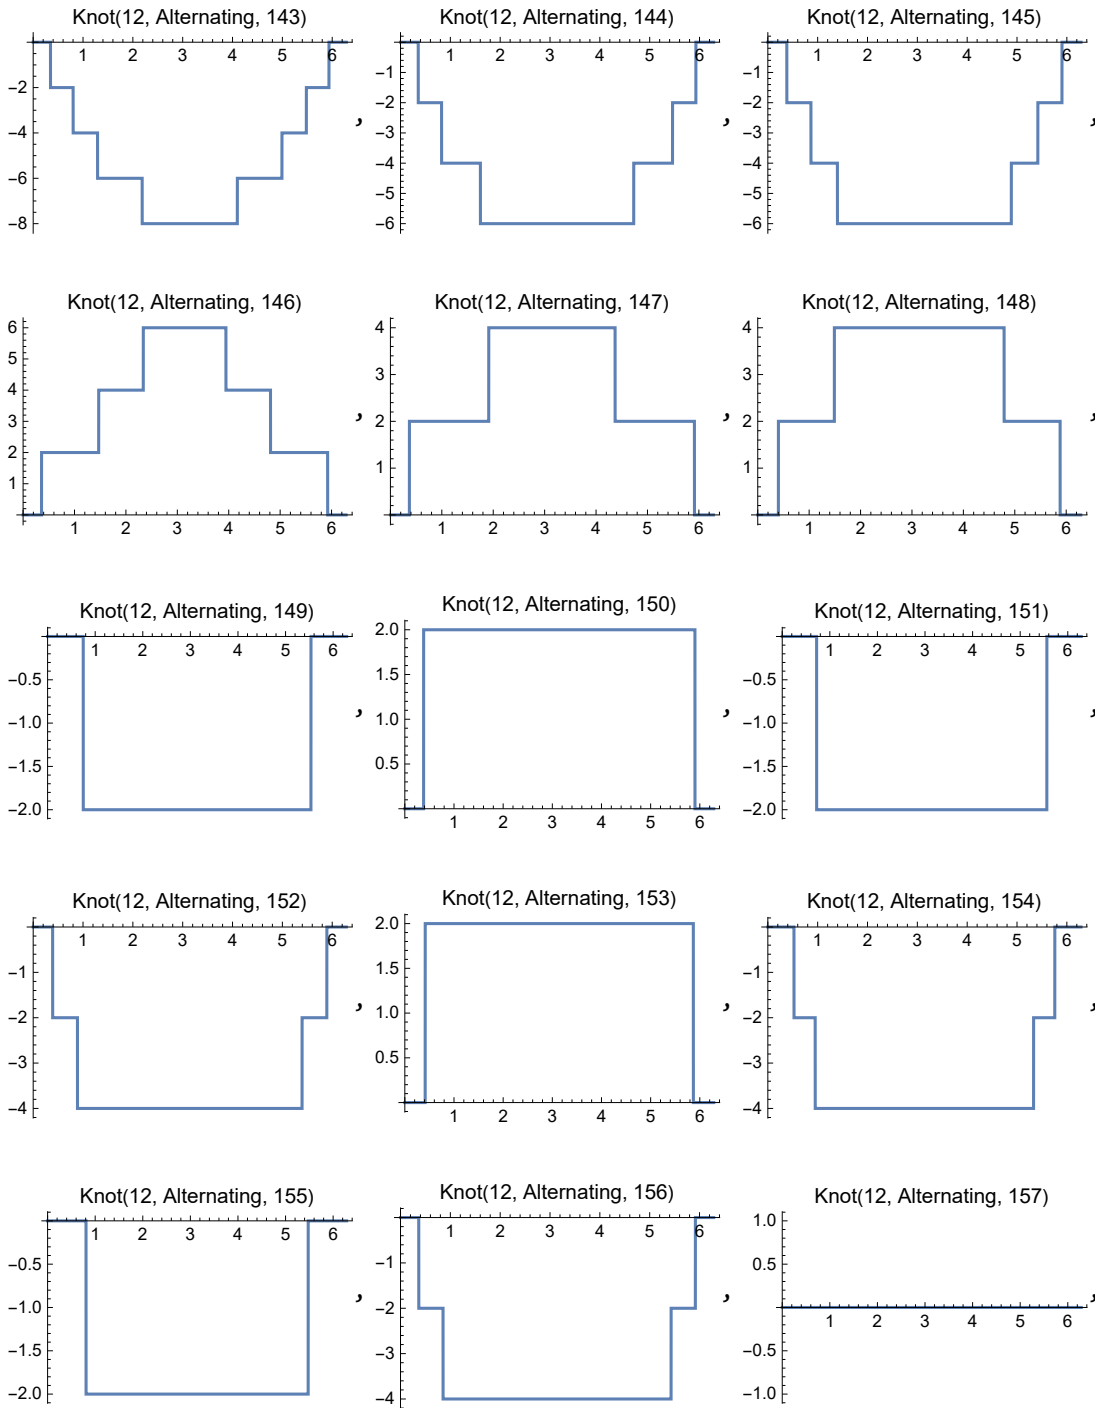 Knot(12, Alternating, 143) Knot(12, Alternating, 144) Knot(12, Alternating, 145)
1 2 3 4 5 6 1 2 3 4 5 6 1 2 3 4 5 6
−2 −4 −6 −8 , −1 −2 −3 −4 −5 −6 , −1 −2 −3 −4 −5 −6 ,
Knot(12, Alternating, 146) Knot(12, Alternating, 147) Knot(12, Alternating, 148)
6 5 4 3 2 1 , 4 3 2 1 , 4 3 2 1 ,
1 2 3 4 5 6 1 2 3 4 5 6 1 2 3 4 5 6
Knot(12, Alternating, 149) Knot(12, Alternating, 150) Knot(12, Alternating, 151)
1 2 3 4 5 6 −0.5 −1.0 −1.5 −2.0 , 2.0 1.5 1.0 0.5 1 2 3 4 5 6 , 1 2 3 4 5 6 −0.5 −1.0 −1.5 −2.0 ,
Knot(12, Alternating, 152) Knot(12, Alternating, 153) Knot(12, Alternating, 154)
1 2 3 4 5 6 −1 −2 −3 −4 , 2.0 1.5 1.0 0.5 1 2 3 4 5 6 , 1 2 3 4 5 6 −1 −2 −3 −4 ,
Knot(12, Alternating, 155) Knot(12, Alternating, 156) Knot(12, Alternating, 157)
1 2 3 4 5 6 −0.5 −1.0 −1.5 −2.0 , 1 2 3 4 5 6 −1 −2 −3 −4 , 1.0 0.5 1 2 3 4 5 6 −0.5 −1.0 ,